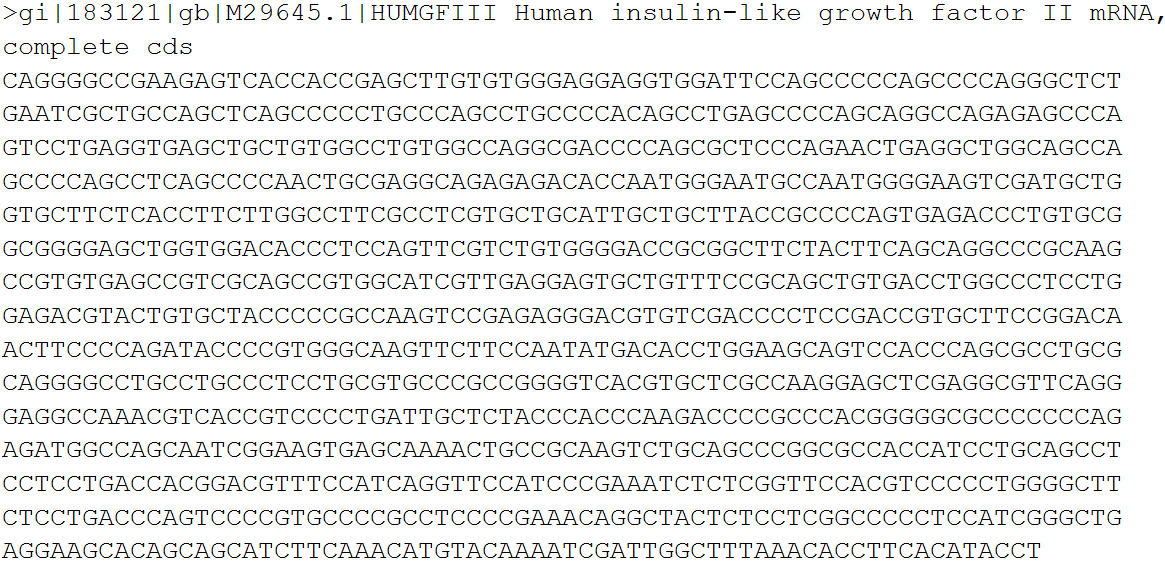 >gi|183121|gb|M29645.1|HUMGFIII Human insulin-like growth factor II mRNA,
complete cds
CAGGGGCCGAAGAGTCACCACCGAGCTTGTGTGGGAGGAGGTGGATTCCAGCCCCCAGCCCCAGGGCTCT
GAATCGCTGCCAGCTCAGCCCCCTGCCCAGCCTGCCCCACAGCCTGAGCCCCAGCAGGCCAGAGAGCCCA
GTCCTGAGGTGAGCTGCTGTGGCCTGTGGCCAGGCGACCCCAGCGCTCCCAGAACTGAGGCTGGCAGCCA
GCCCCAGCCTCAGCCCCAACTGCGAGGCAGAGAGACACCAATGGGAATGCCAATGGGGAAGTCGATGCTG
GTGCTTCTCACCTTCTTGGCCTTCGCCTCGTGCTGCATTGCTGCTTACCGCCCCAGTGAGACCCTGTGCG
GCGGGGAGCTGGTGGACACCCTCCAGTTCGTCTGTGGGGACCGCGGCTTCTACTTCAGCAGGCCCGCAAG
CCGTGTGAGCCGTCGCAGCCGTGGCATCGTTGAGGAGTGCTGTTTCCGCAGCTGTGACCTGGCCCTCCTG
GAGACGTACTGTGCTACCCCCGCCAAGTCCGAGAGGGACGTGTCGACCCCTCCGACCGTGCTTCCGGACA
ACTTCCCCAGATACCCCGTGGGCAAGTTCTTCCAATATGACACCTGGAAGCAGTCCACCCAGCGCCTGCG
CAGGGGCCTGCCTGCCCTCCTGCGTGCCCGCCGGGGTCACGTGCTCGCCAAGGAGCTCGAGGCGTTCAGG
GAGGCCAAACGTCACCGTCCCCTGATTGCTCTACCCACCCAAGACCCCGCCCACGGGGGCGCCCCCCCAG
AGATGGCCAGCAATCGGAAGTGAGCAAAACTGCCGCAAGTCTGCAGCCCGGCGCCACCATCCTGCAGCCT
CCTCCTGACCACGGACGTTTCCATCAGGTTCCATCCCGAAATCTCTCGGTTCCACGTCCCCCTGGGGCTT
CTCCTGACCCAGTCCCCGTGCCCCGCCTCCCCGAAACAGGCTACTCTCCTCGGCCCCCTCCATCGGGCTG
AGGAAGCACAGCAGCATCTTCAAACATGTACAAAATCGATTGGCTTTAAACACCTTCACATACCT